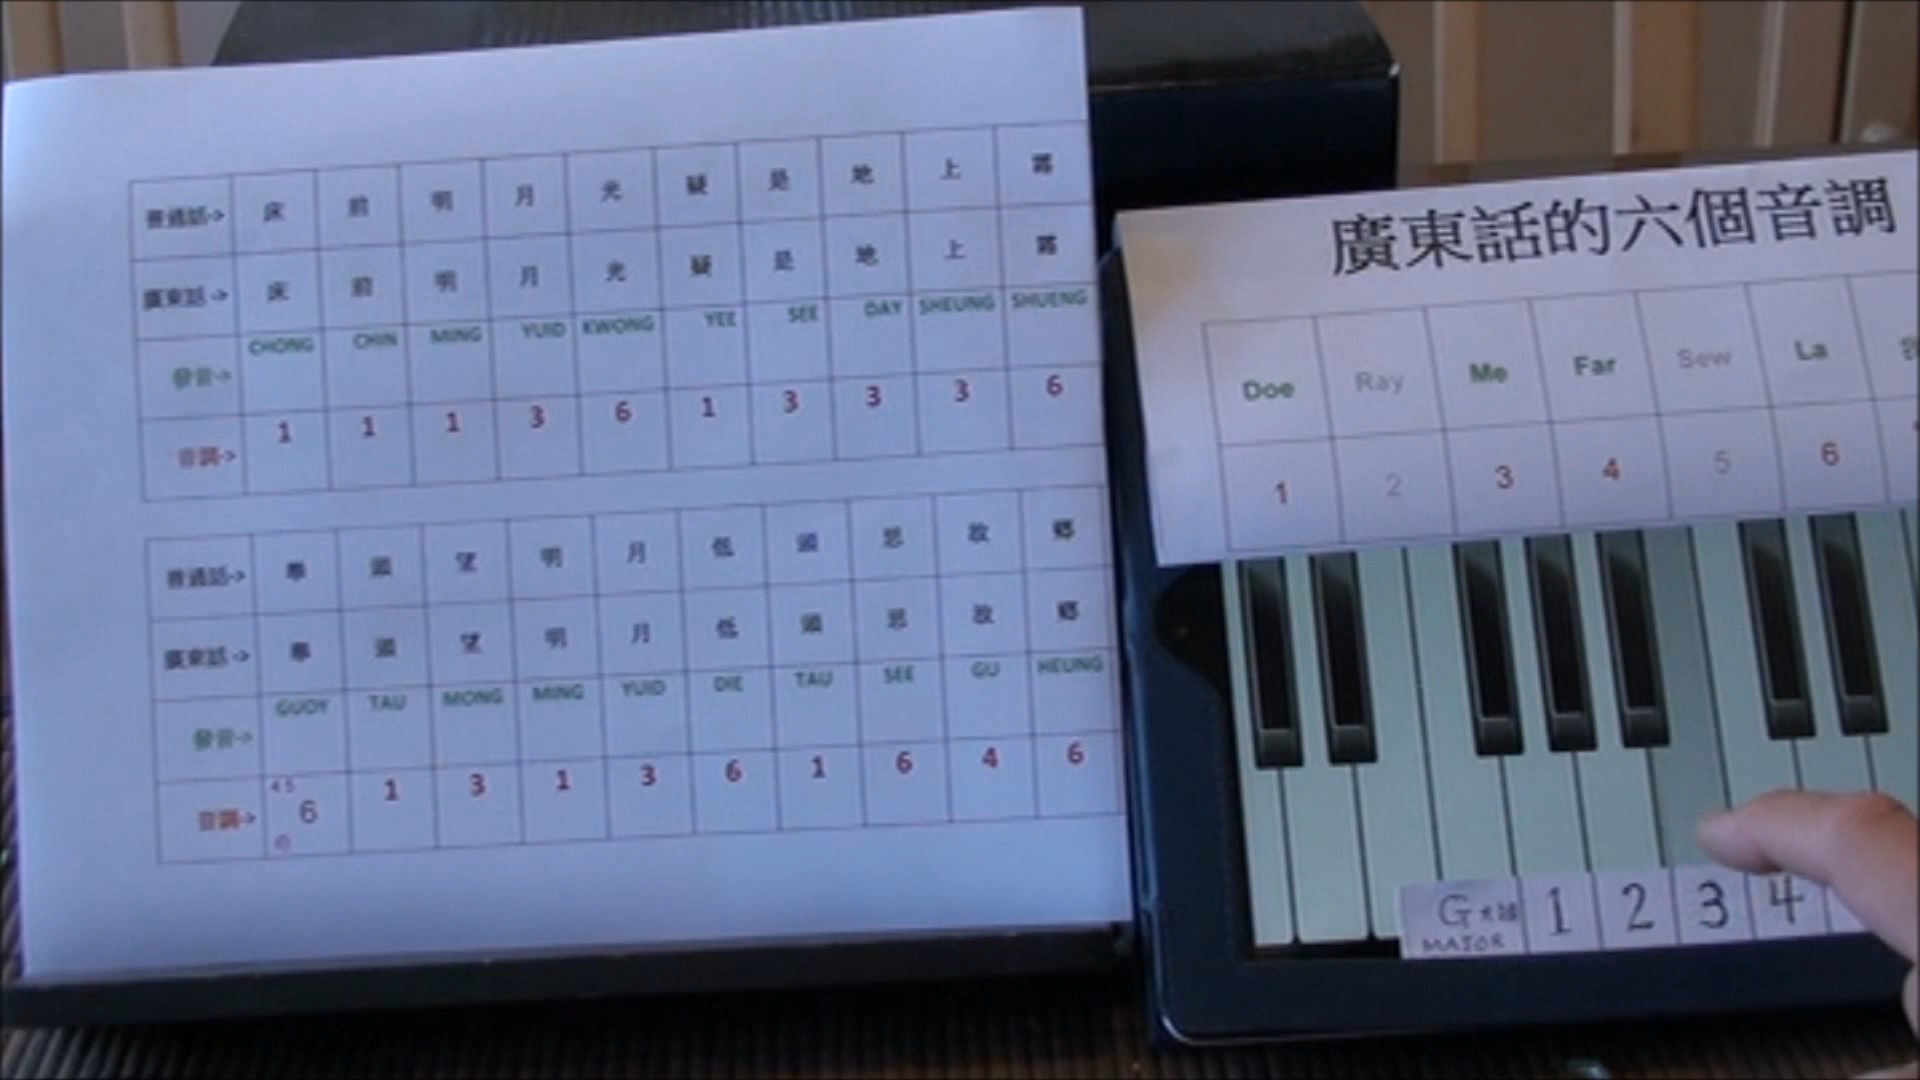 普通話-> 床 前 明 月 光 疑 是 地 上 霜
廣東話 -> 床 前 明 月 光 疑 是 地 上 霜
發音-> CHONG CHIN MING YUID KWONG YEE SEE DAY SHEUNG SHUENG
音調-> 1 1 1 3 6 1 3 3 3 6
普通話-> 舉 頭 望 明 月 低 頭 思 故 鄉
廣東話 -> 舉 頭 望 明 月 低 頭 思 故 鄉
發音-> GUOY TAU MONG MING YUID DIE TAU SEE GU HEUNG
音調-> 4 5 6 1 3 1 3 6 1 6 4 6
廣東話的六個音調
Doe Ray Me Far Sew La
1 2 3 4 5 6
G 1 2 3 4
MAJOR